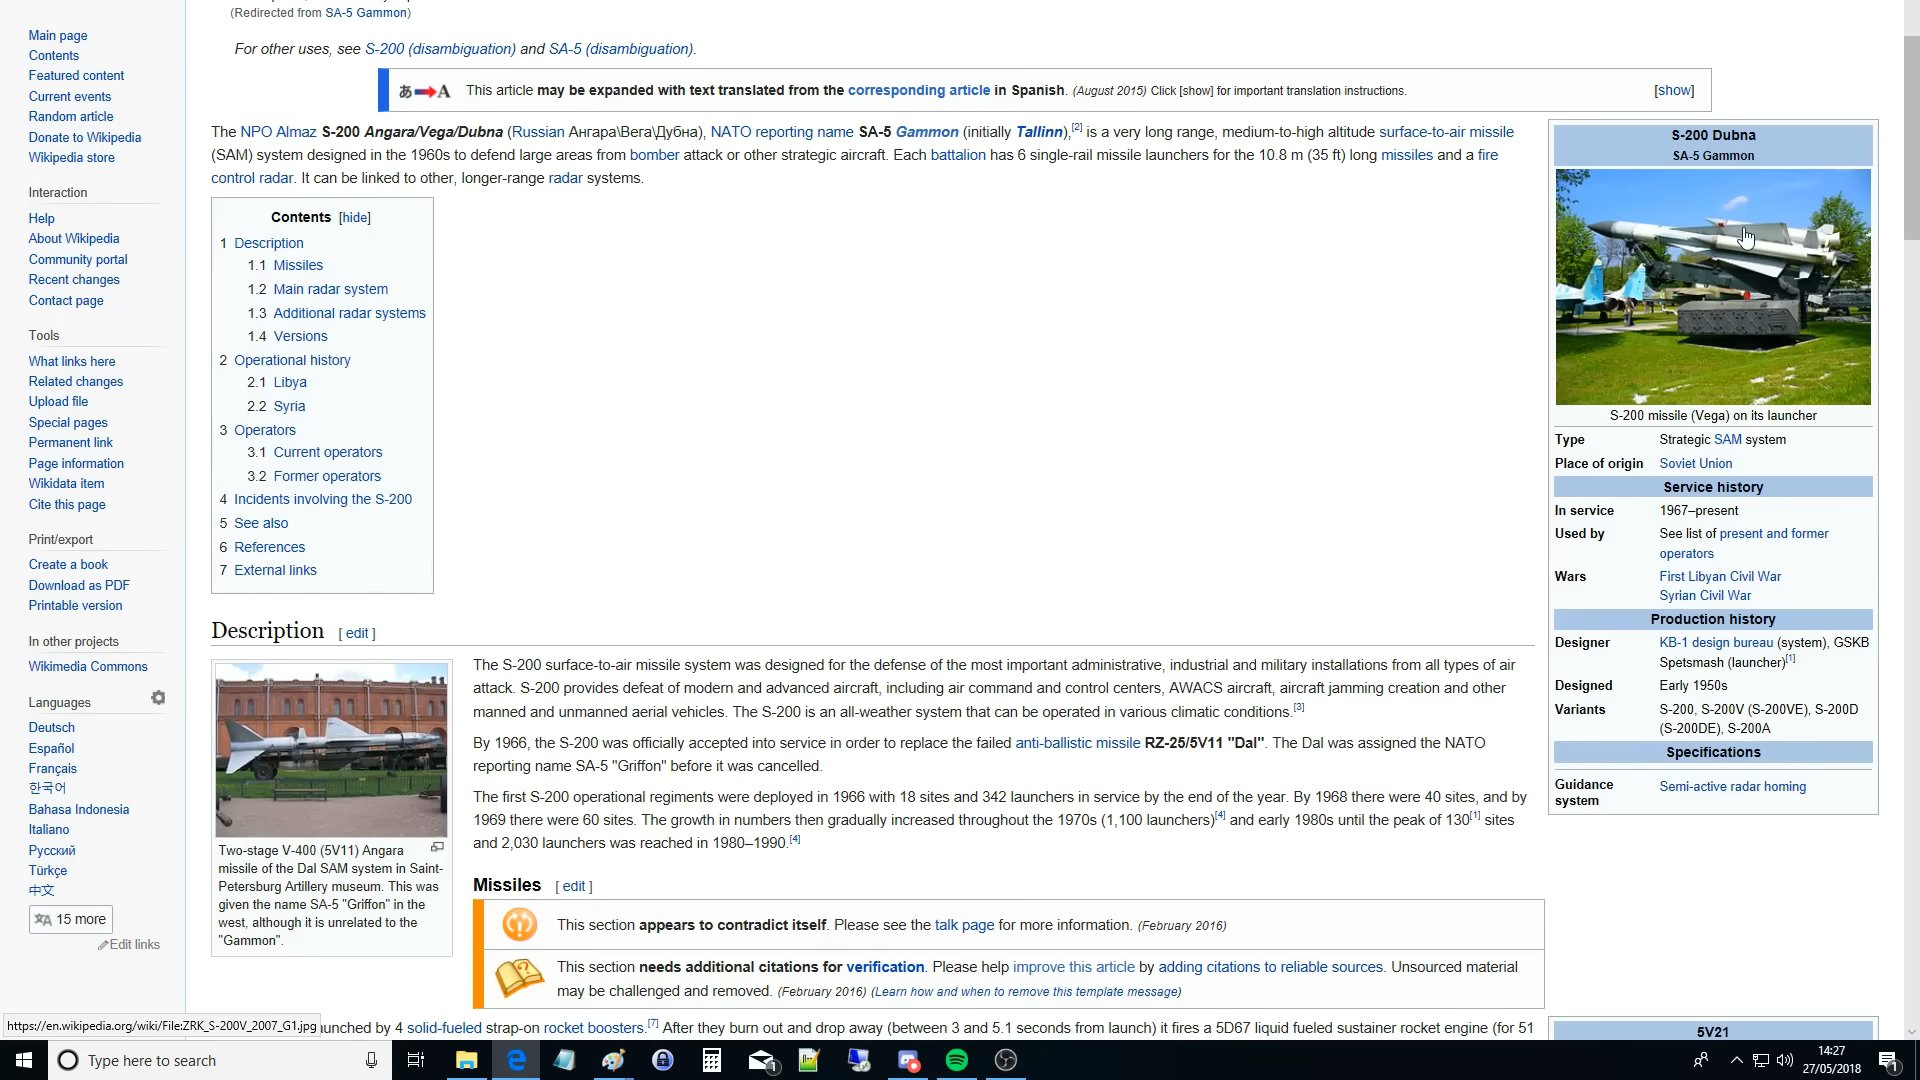 (Redirected from SA-5 Gammon)
For other uses, see S-200 (disambiguation) and SA-5 (disambiguation).
あ A This article may be expanded with text translated from the corresponding article in Spanish. (August 2015) Click [show] for important translation instructions. [show]
The NPO Almaz S-200 Angara/Vega/Dubna (Russian Ангара\Вега\Дубна), NATO reporting name SA-5 Gammon (initially Tallinn),[2] is a very long range, medium-to-high altitude surface-to-air missile
(SAM) system designed in the 1960s to defend large areas from bomber attack or other strategic aircraft. Each battalion has 6 single-rail missile launchers for the 10.8 m (35 ft) long missiles and a fire
control radar. It can be linked to other, longer-range radar systems.
Contents [hide]
1 Description
1.1 Missiles
1.2 Main radar system
1.3 Additional radar systems
1.4 Versions
2 Operational history
2.1 Libya
2.2 Syria
3 Operators
3.1 Current operators
3.2 Former operators
4 Incidents involving the S-200
5 See also
6 References
7 External links
Description [ edit ]
Two-stage V-400 (5V11) Angara
missile of the Dal SAM system in Saint-
Petersburg Artillery museum. This was
given the name SA-5 "Griffon" in the
west, although it is unrelated to the
"Gammon".
The S-200 surface-to-air missile system was designed for the defense of the most important administrative, industrial and military installations from all types of air
attack. S-200 provides defeat of modern and advanced aircraft, including air command and control centers, AWACS aircraft, aircraft jamming creation and other
manned and unmanned aerial vehicles. The S-200 is an all-weather system that can be operated in various climatic conditions.[3]
By 1966, the S-200 was officially accepted into service in order to replace the failed anti-ballistic missile RZ-25/5V11 "Dal". The Dal was assigned the NATO
reporting name SA-5 "Griffon" before it was cancelled.
The first S-200 operational regiments were deployed in 1966 with 18 sites and 342 launchers in service by the end of the year. By 1968 there were 40 sites, and by
1969 there were 60 sites. The growth in numbers then gradually increased throughout the 1970s (1,100 launchers)[4] and early 1980s until the peak of 130[1] sites
and 2,030 launchers was reached in 1980–1990.[4]
Missiles [ edit ]
This section appears to contradict itself. Please see the talk page for more information. (February 2016)
This section needs additional citations for verification. Please help improve this article by adding citations to reliable sources. Unsourced material
may be challenged and removed. (February 2016) (Learn how and when to remove this template message)
unched by 4 solid-fueled strap-on rocket boosters.[7] After they burn out and drop away (between 3 and 5.1 seconds from launch) it fires a 5D67 liquid fueled sustainer rocket engine (for 51
S-200 Dubna
SA-5 Gammon
S-200 missile (Vega) on its launcher
Type Strategic SAM system
Place of origin Soviet Union
Service history
In service 1967–present
Used by See list of present and former
operators
Wars First Libyan Civil War
Syrian Civil War
Production history
Designer KB-1 design bureau (system), GSKB
Spetsmash (launcher)[1]
Designed Early 1950s
Variants S-200, S-200V (S-200VE), S-200D
(S-200DE), S-200A
Specifications
Guidance
system Semi-active radar homing
5V21
Main page
Contents
Featured content
Current events
Random article
Donate to Wikipedia
Wikipedia store
Interaction
Help
About Wikipedia
Community portal
Recent changes
Contact page
Tools
What links here
Related changes
Upload file
Special pages
Permanent link
Page information
Wikidata item
Cite this page
Print/export
Create a book
Download as PDF
Printable version
In other projects
Wikimedia Commons
Languages
Deutsch
Español
Français
한국어
Bahasa Indonesia
Italiano
Русский
Türkçe
中文
15 more
Edit links
https://en.wikipedia.org/wiki/File:ZRK_S-200V_2007_G1.jpg
Type here to search
1
1
14:27
27/05/2018